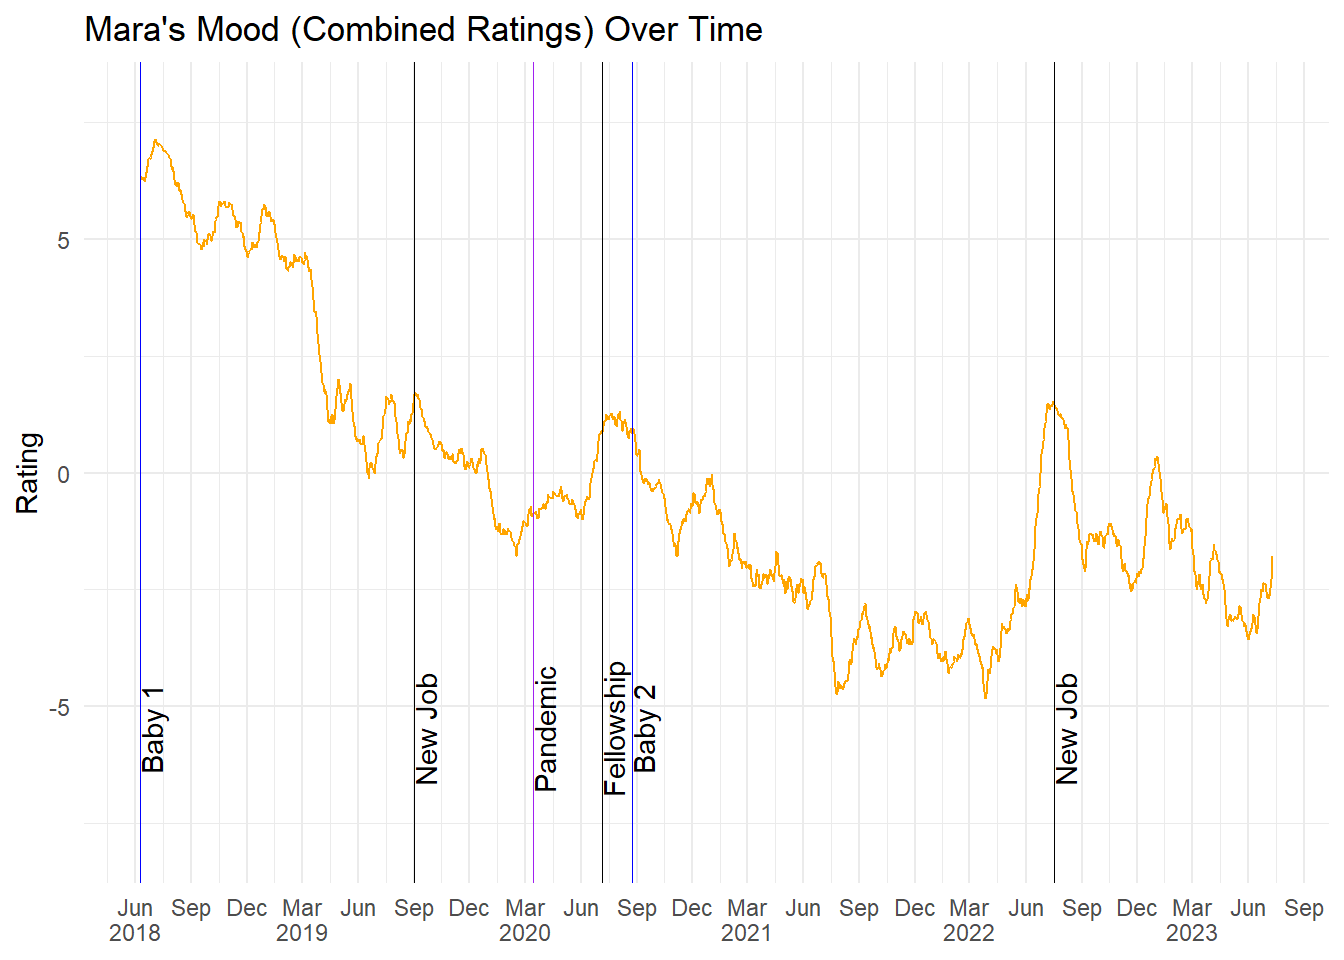 Mara's Mood (Combined Ratings) Over Time
Rating
5
0
-5
Baby 1
New Job
Pandemic
Fellowship
Baby 2
New Job
Jun Sep Dec Mar Jun Sep Dec Mar Jun Sep Dec Mar Jun Sep Dec Mar Jun Sep Dec Mar Jun Sep
2018 2019 2020 2021 2022 2023